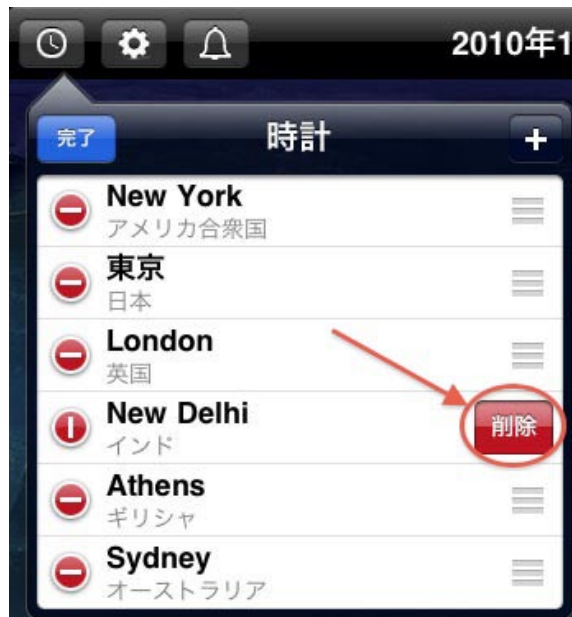 2010年1
完了
時計
+
New York
アメリカ合衆国
東京
日本
London
英国
New Delhi
インド
削除
Athens
ギリシャ
Sydney
オーストラリア